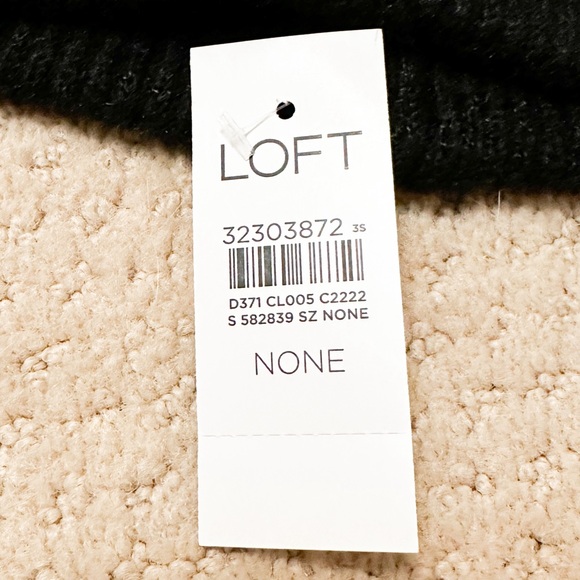 LOFT
32303872 3S
D371 CL005 C2222
S 582839 SZ NONE
NONE